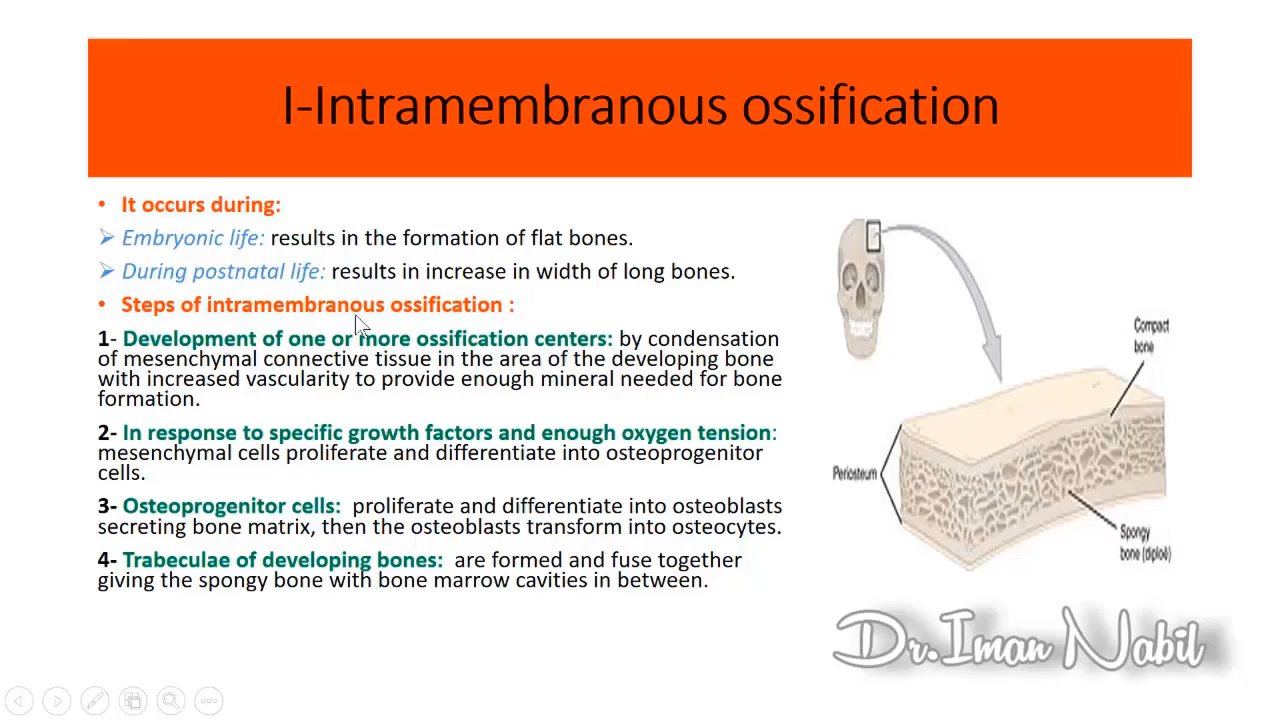 I-Intramembranous ossification
• It occurs during:
➢ Embryonic life: results in the formation of flat bones.
➢ During postnatal life: results in increase in width of long bones.
• Steps of intramembranous ossification :
1- Development of one or more ossification centers: by condensation
of mesenchymal connective tissue in the area of the developing bone
with increased vascularity to provide enough mineral needed for bone
formation.
2- In response to specific growth factors and enough oxygen tension:
mesenchymal cells proliferate and differentiate into osteoprogenitor
cells.
3- Osteoprogenitor cells: proliferate and differentiate into osteoblasts
secreting bone matrix, then the osteoblasts transform into osteocytes.
4- Trabeculae of developing bones: are formed and fuse together
giving the spongy bone with bone marrow cavities in between.
Compact
bone
Periosteum
Spongy
bone (diploë)
Dr.Iman Nabil